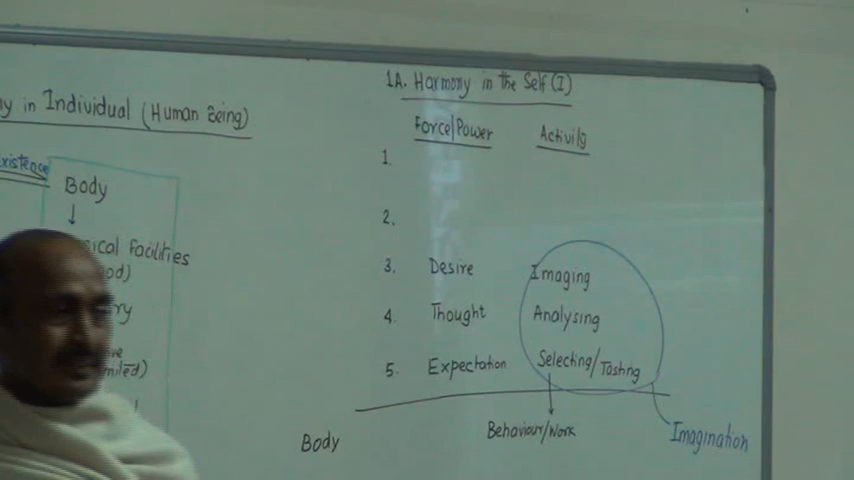 in Individual (Human Being)
Body
Facilities
1A. Harmony in the Self (I)
Force/Power Activity
1.
2.
3. Desire Imaging
4. Thought Analysing
5. Expectation Selecting/Tasting
Body Behaviour/Work Imagination